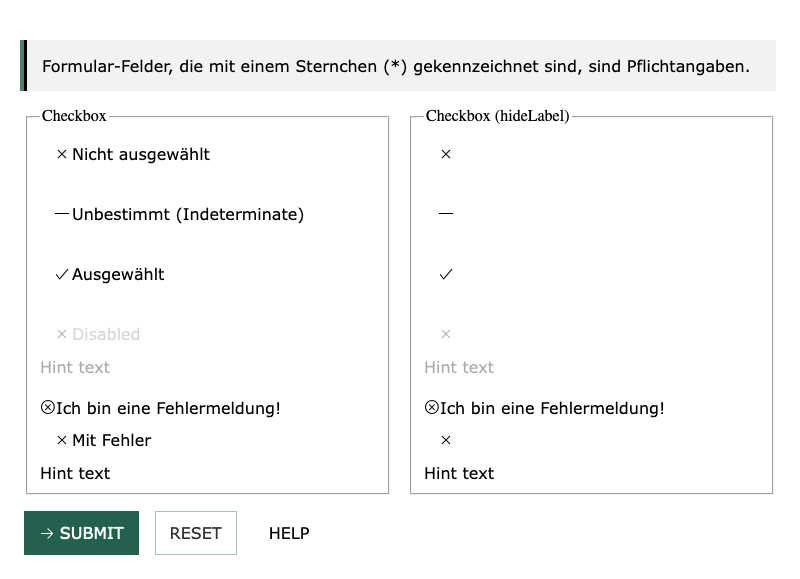 Formular-Felder, die mit einem Sternchen (*) gekennzeichnet sind, sind Pflichtangaben.
Checkbox
Nicht ausgewählt
Unbestimmt (Indeterminate)
Ausgewählt
Disabled
Hint text
Ich bin eine Fehlermeldung!
Mit Fehler
Hint text
Checkbox (hideLabel)
Hint text
Ich bin eine Fehlermeldung!
Hint text
SUBMIT
RESET
HELP